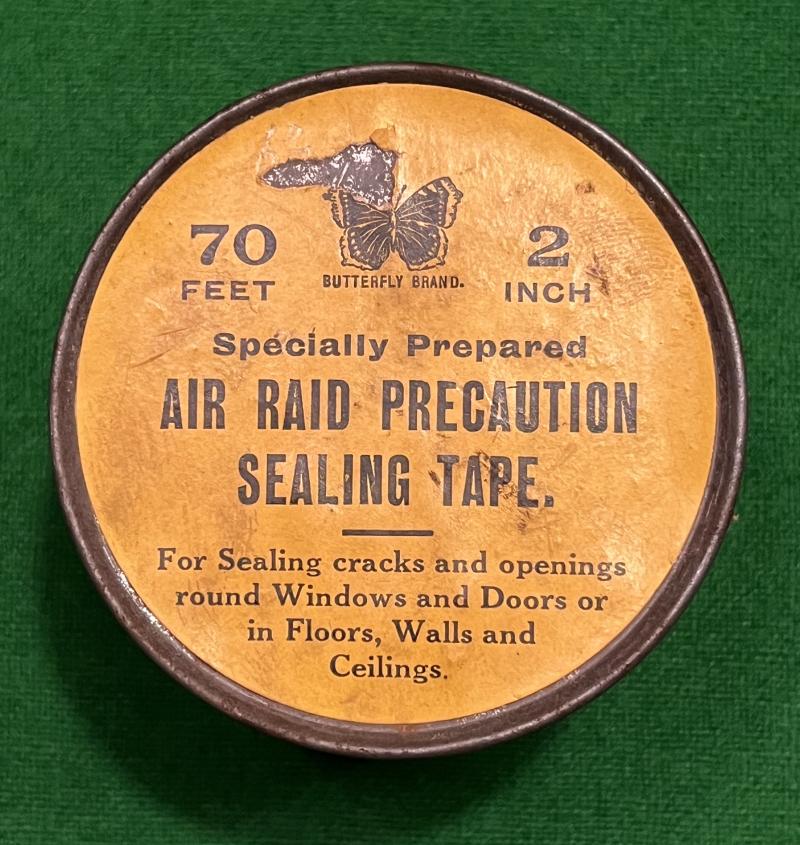 70 2
FEET INCH
BUTTERFLY BRAND.
Specially Prepared
AIR RAID PRECAUTION
SEALING TAPE.
For Sealing cracks and openings
round Windows and Doors or
in Floors, Walls and
Ceilings.